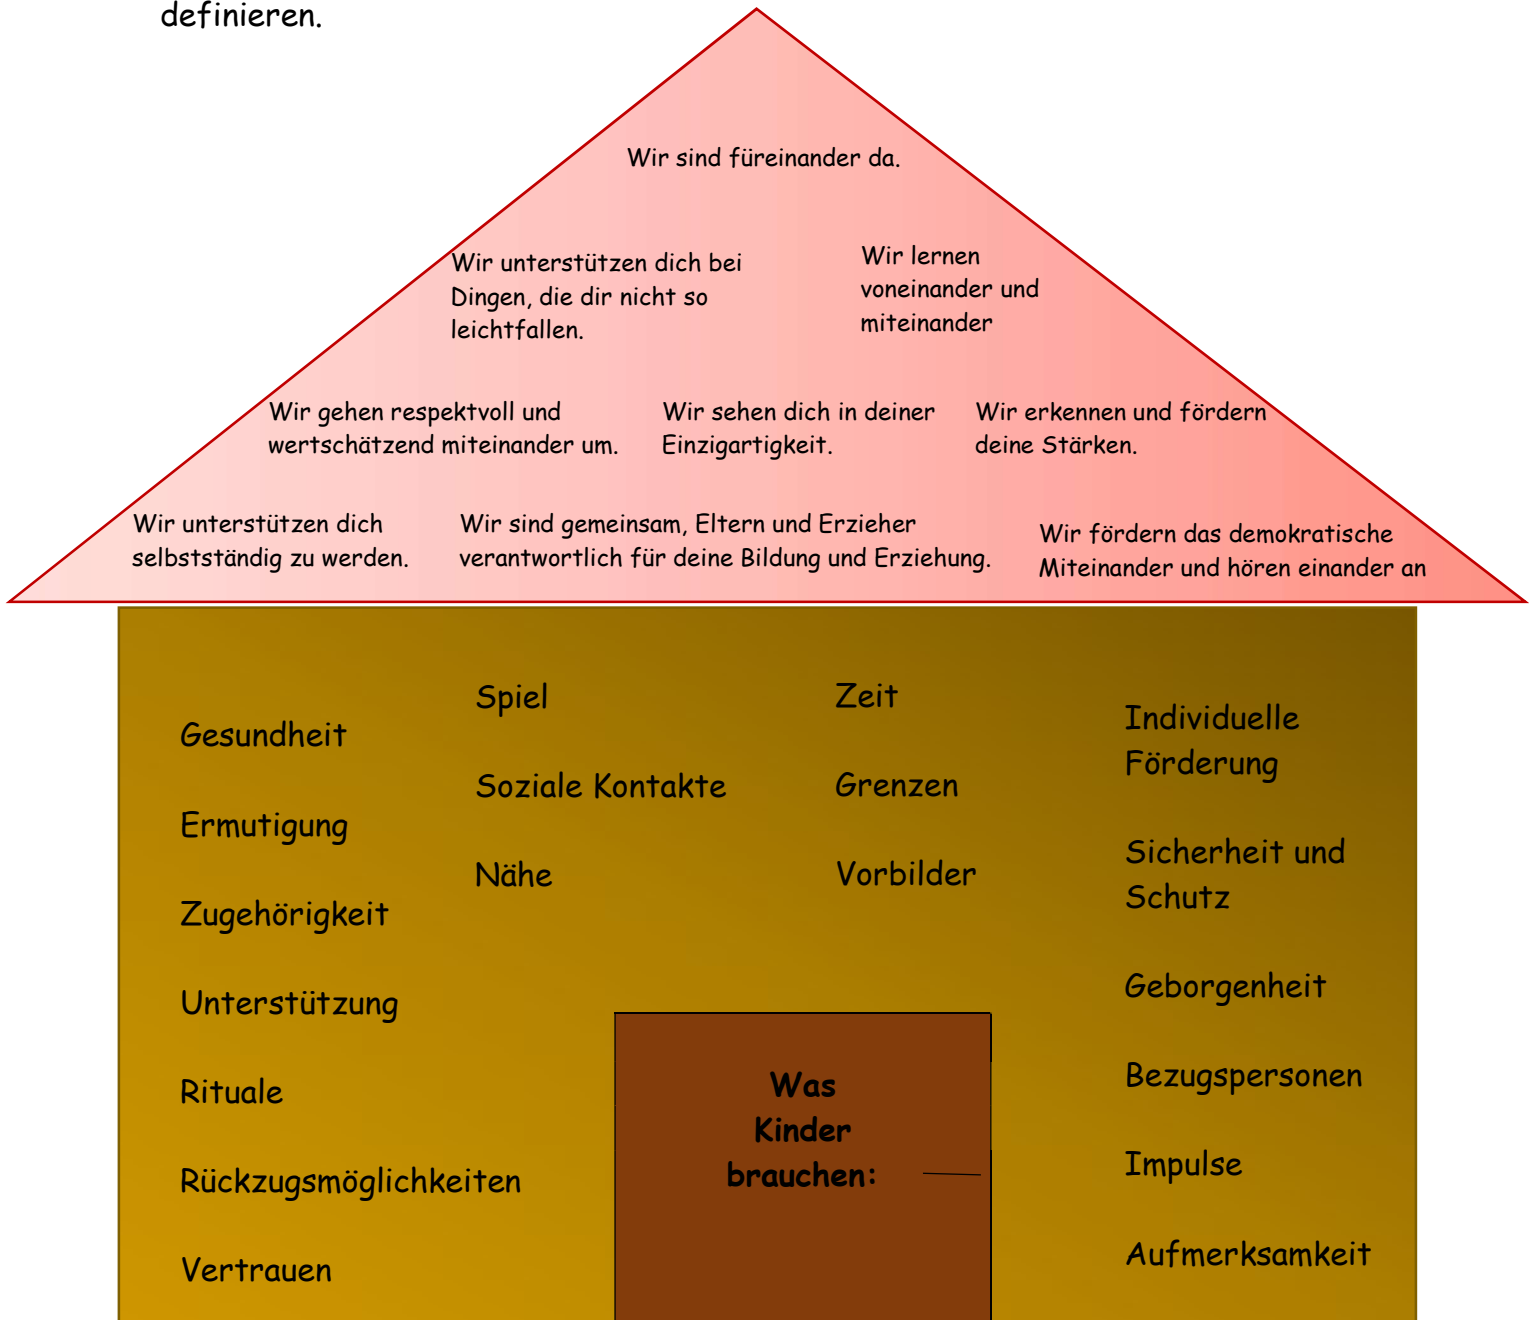 definieren.
Wir sind füreinander da.
Wir unterstützen dich bei
Dingen, die dir nicht so
leichtfallen.
Wir lernen
voneinander und
miteinander
Wir gehen respektvoll und
wertschätzend miteinander um.
Wir sehen dich in deiner
Einzigartigkeit.
Wir erkennen und fördern
deine Stärken.
Wir unterstützen dich
selbstständig zu werden.
Wir sind gemeinsam, Eltern und Erzieher
verantwortlich für deine Bildung und Erziehung.
Wir fördern das demokratische
Miteinander und hören einander an
Gesundheit
Ermutigung
Zugehörigkeit
Unterstützung
Rituale
Rückzugsmöglichkeiten
Vertrauen
Spiel
Soziale Kontakte
Nähe
Zeit
Grenzen
Vorbilder
Individuelle
Förderung
Sicherheit und
Schutz
Geborgenheit
Bezugspersonen
Impulse
Aufmerksamkeit
Was
Kinder
brauchen: